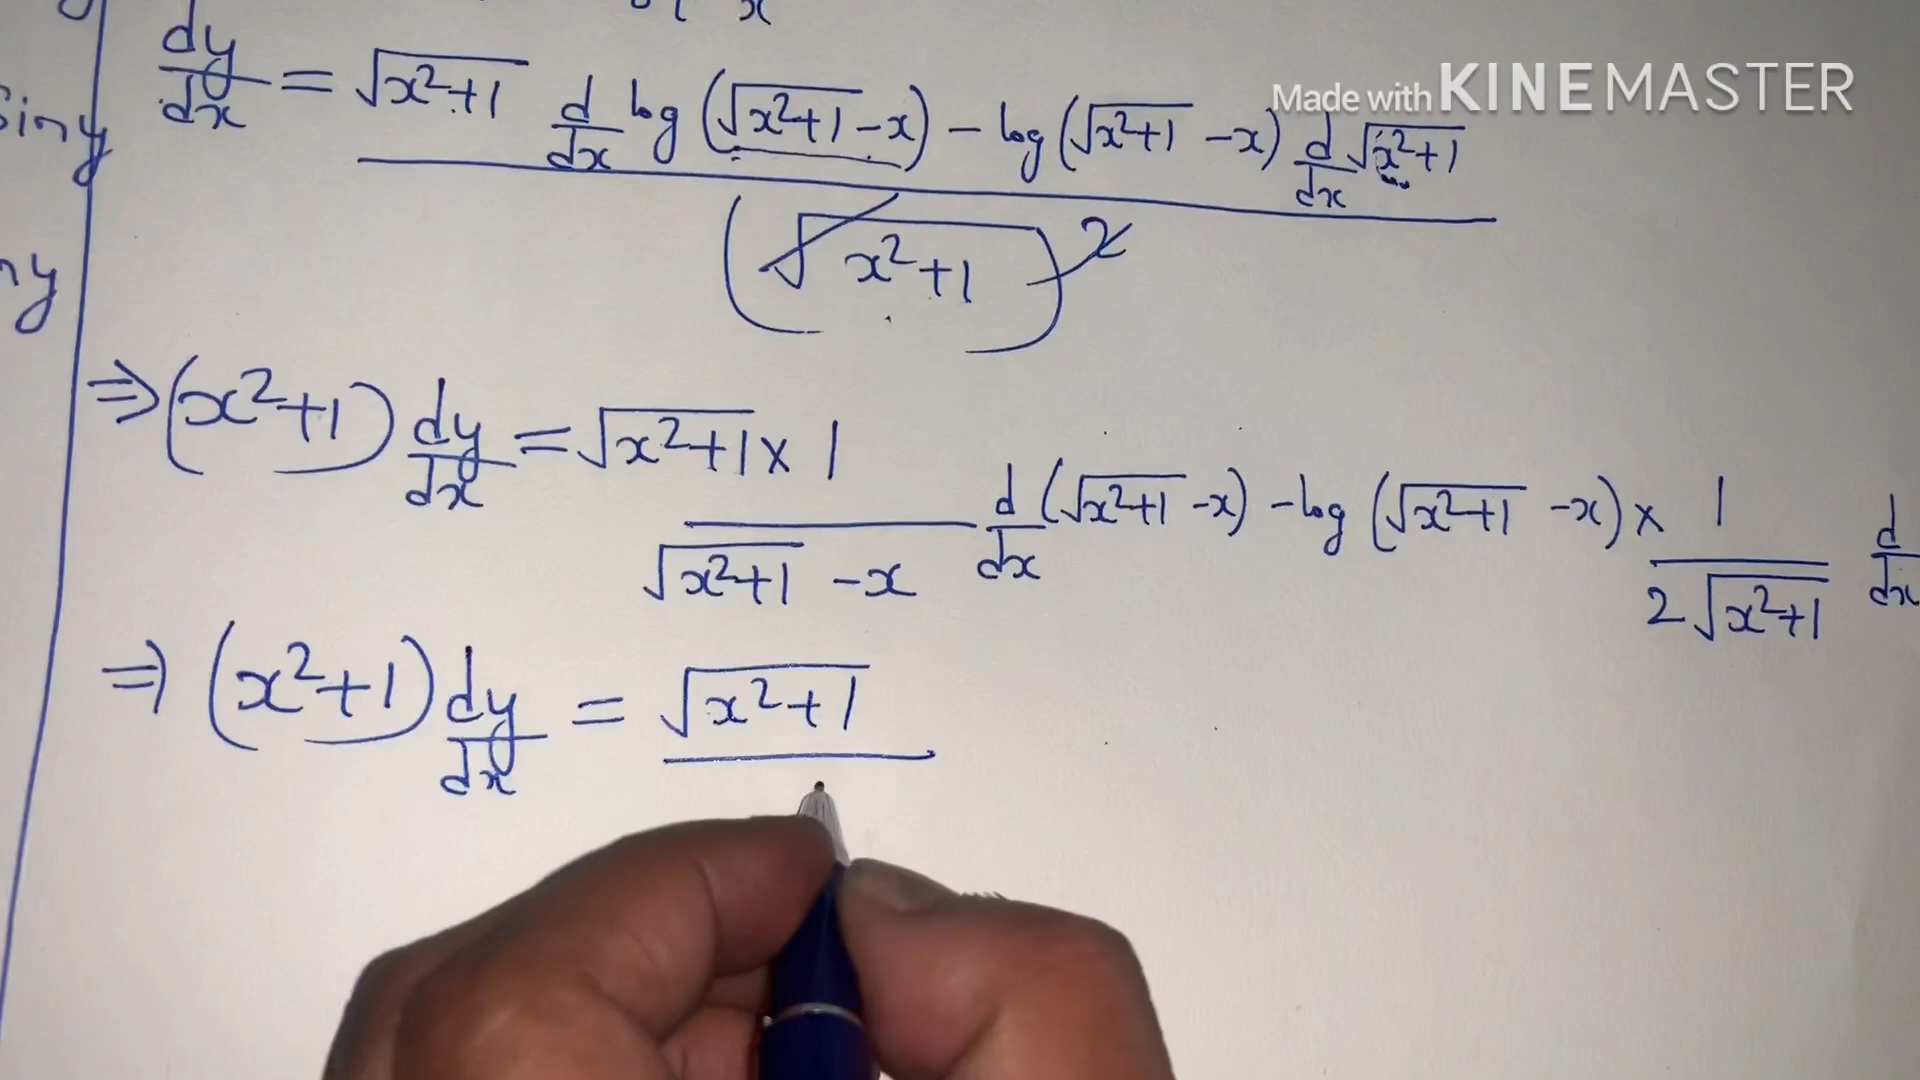 x
dy/dx = √x²+1 d/dx log (√x²+1 - x) - log (√x²+1 - x) d/dx √x²+1
(√x²+1)²
Made with KINEMASTER
siny
ny
⇒ (x²+1) dy/dx = √x²+1 × 1/(√x²+1 - x) d/dx (√x²+1 - x) - log (√x²+1 - x) × 1/(2√x²+1) d/dx
⇒ (x²+1) dy/dx = √x²+1